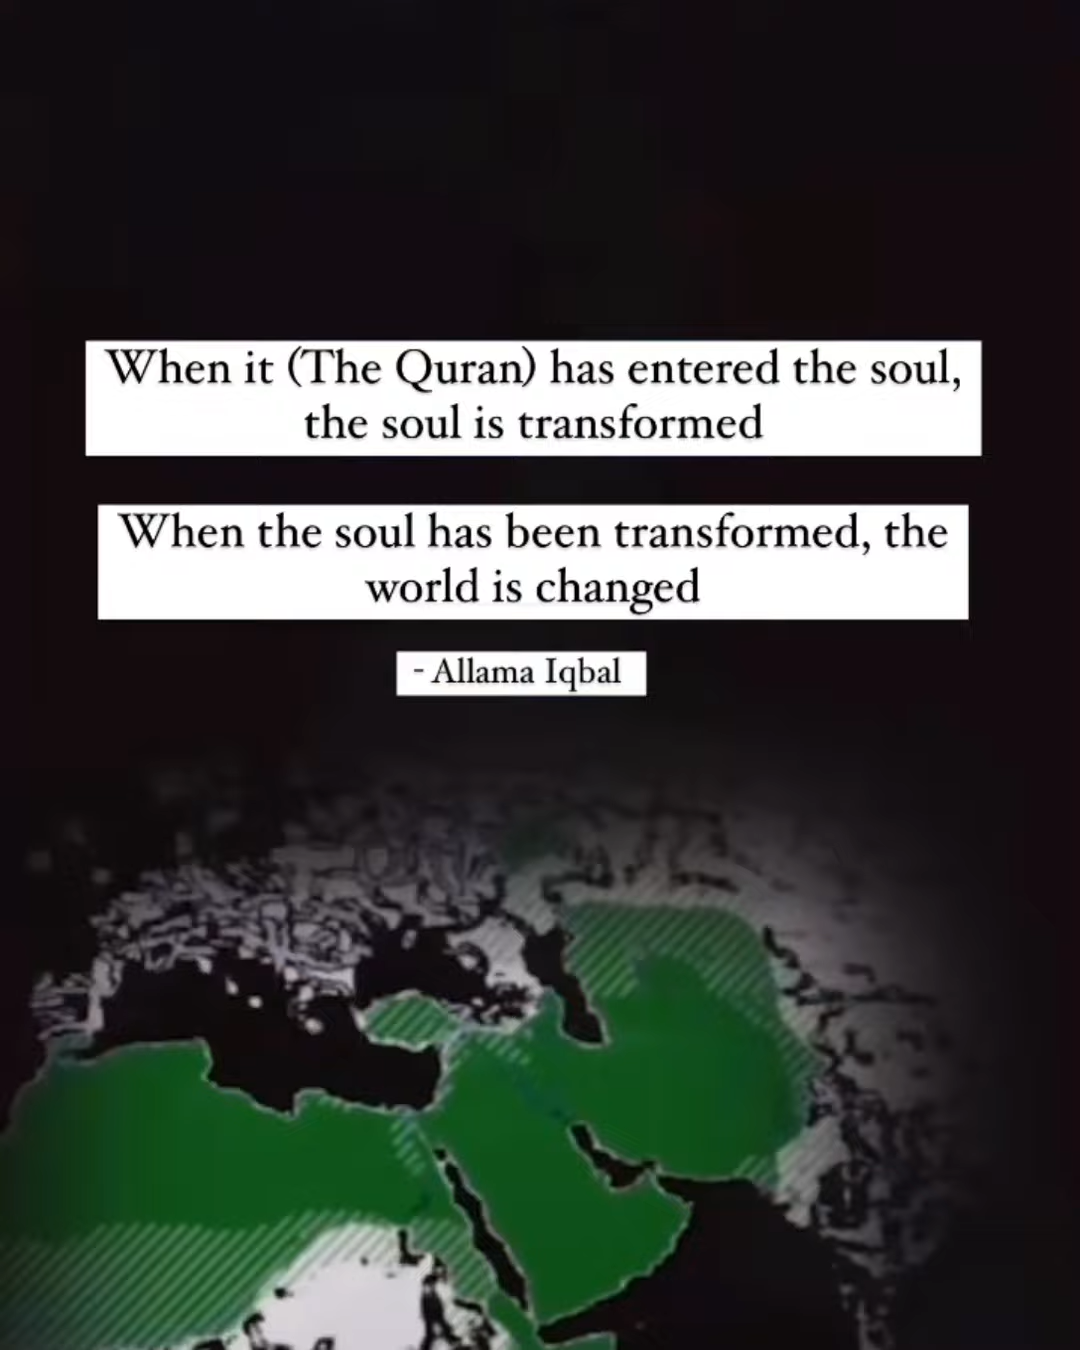 When it (The Quran) has entered the soul,
the soul is transformed
When the soul has been transformed, the
world is changed
- Allama Iqbal